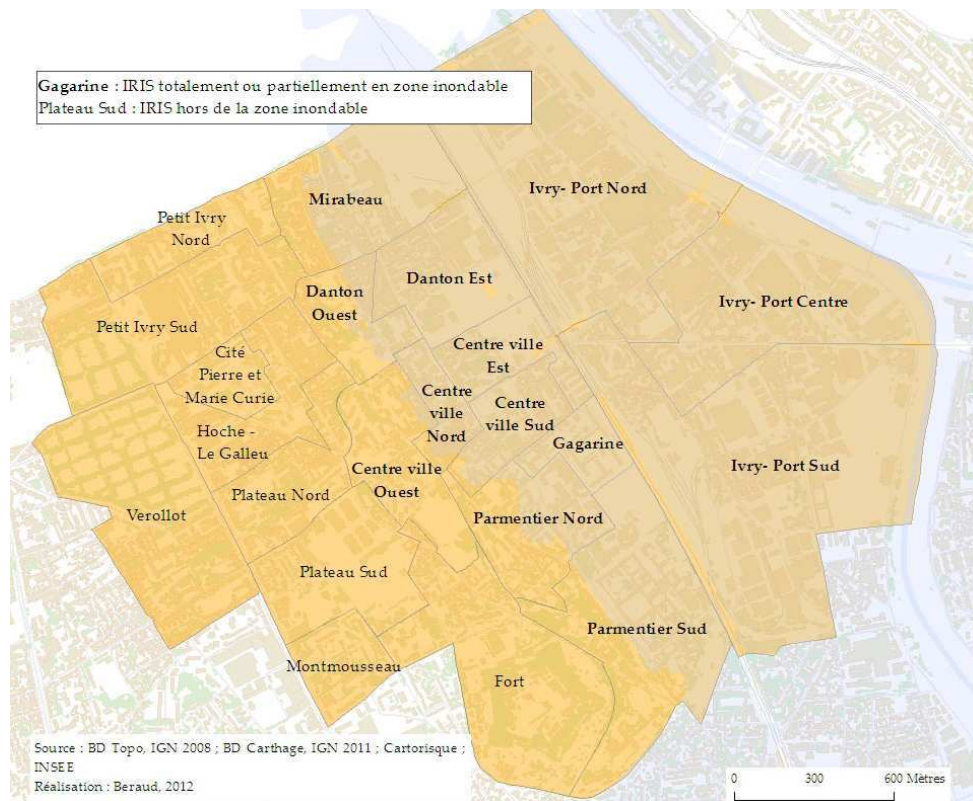 Gagarine : IRIS totalement ou partiellement en zone inondable
Plateau Sud : IRIS hors de la zone inondable
Mirabeau
Ivry- Port Nord
Petit Ivry
Nord
Danton Est
Danton
Ouest
Ivry- Port Centre
Petit Ivry Sud
Centre ville
Est
Cité
Pierre et
Marie Curie
Centre
ville
Nord
Centre
ville Sud
Hoche -
Le Galleu
Gagarine
Centre ville
Ouest
Ivry- Port Sud
Plateau Nord
Verollot
Parmentier Nord
Plateau Sud
Parmentier Sud
Montmousseau
Fort
Source : BD Topo, IGN 2008 ; BD Carthage, IGN 2011 ; Cartorisque ;
INSEE
Réalisation : Beraud, 2012
0 300 600 Mètres